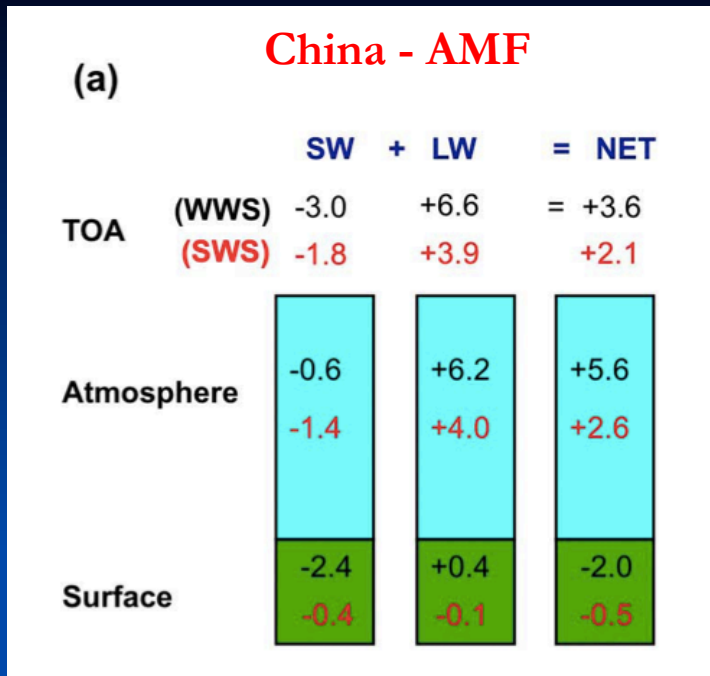 China - AMF
(a)
SW + LW = NET
(WWS) -3.0 +6.6 = +3.6
TOA
(SWS) -1.8 +3.9 +2.1
-0.6 +6.2 +5.6
Atmosphere
-1.4 +4.0 +2.6
-2.4 +0.4 -2.0
Surface
-0.4 -0.1 -0.5